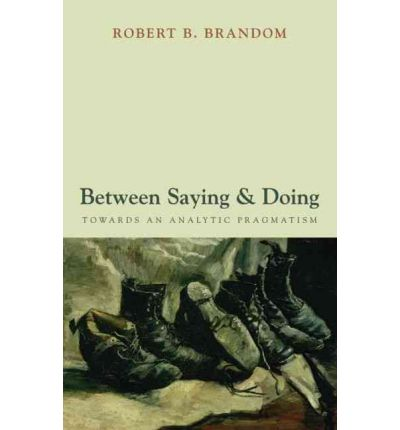 ROBERT B. BRANDOM
Between Saying & Doing
TOWARDS AN ANALYTIC PRAGMATISM